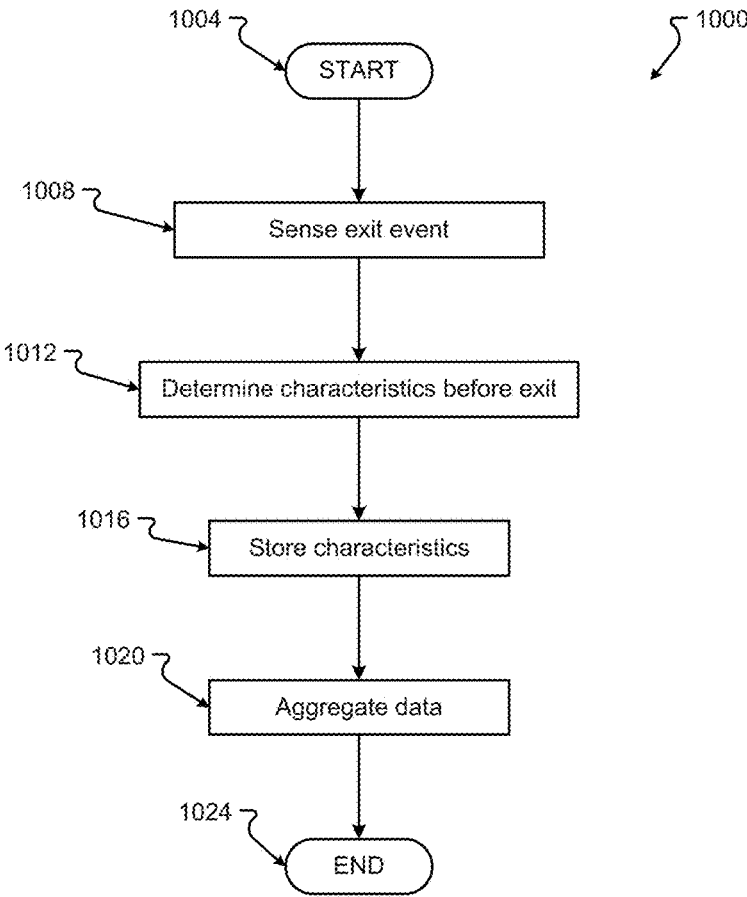 1004
1000
START
1008
Sense exit event
1012
Determine characteristics before exit
1016
Store characteristics
1020
Aggregate data
1024
END